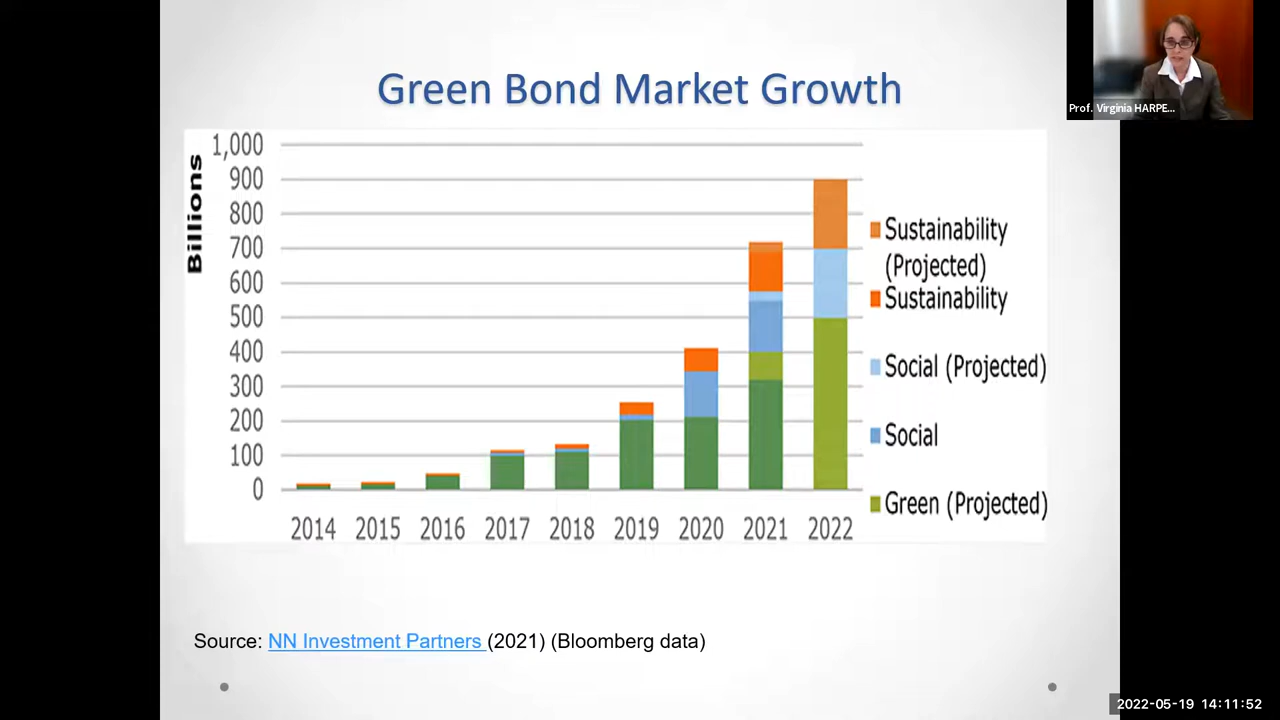 Green Bond Market Growth
Prof. Virginia HARPE...
Billions
1,000
900
800
700
600
500
400
300
200
100
0
2014 2015 2016 2017 2018 2019 2020 2021 2022
Sustainability
(Projected)
Sustainability
Social (Projected)
Social
Green (Projected)
Source: NN Investment Partners (2021) (Bloomberg data)
2022-05-19 14:11:52